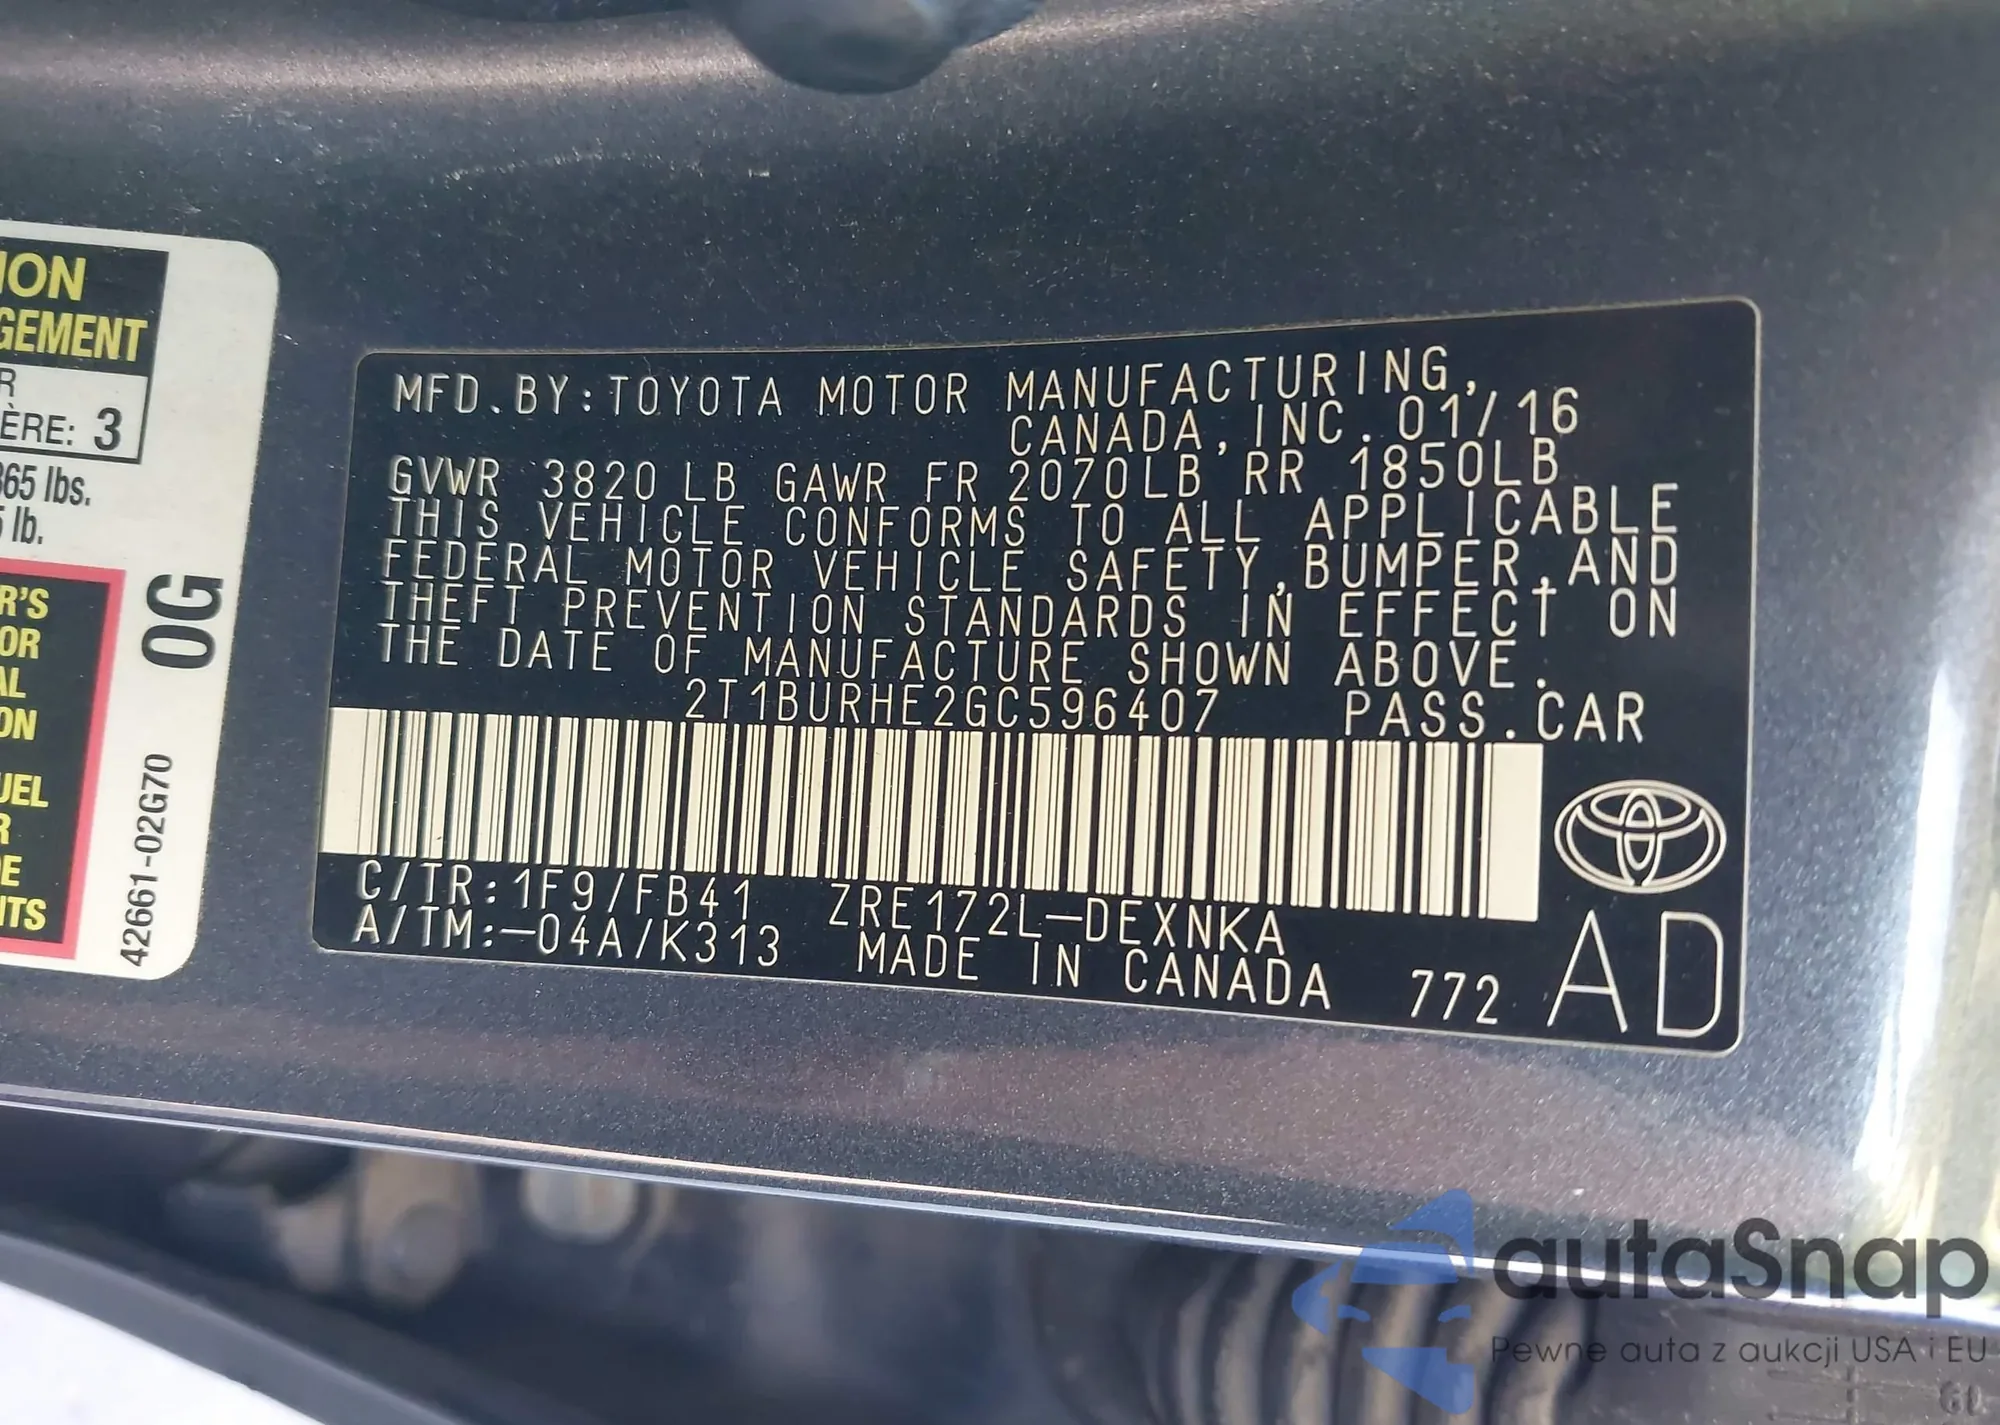 ION
GEMENT
R
ÈRE: 3
365 lbs.
5 lb.
R'S
OR
AL
ON
UEL
R
DE
NTS
0G
42661-02G70
MFD.BY:TOYOTA MOTOR MANUFACTURING,
CANADA,INC. 01/16
GVWR 3820LB GAWR FR 2070LB RR 1850LB
THIS VEHICLE CONFORMS TO ALL APPLICABLE
FEDERAL MOTOR VEHICLE SAFETY,BUMPER,AND
THEFT PREVENTION STANDARDS IN EFFECT ON
THE DATE OF MANUFACTURE SHOWN ABOVE.
2T1BURHE2GC596407 PASS.CAR
C/TR:1F9/FB41 ZRE172L-DEXNKA
A/TM:-04A/K313 MADE IN CANADA 772
AD
autaSnap
Pewne auta z aukcji USA i EU